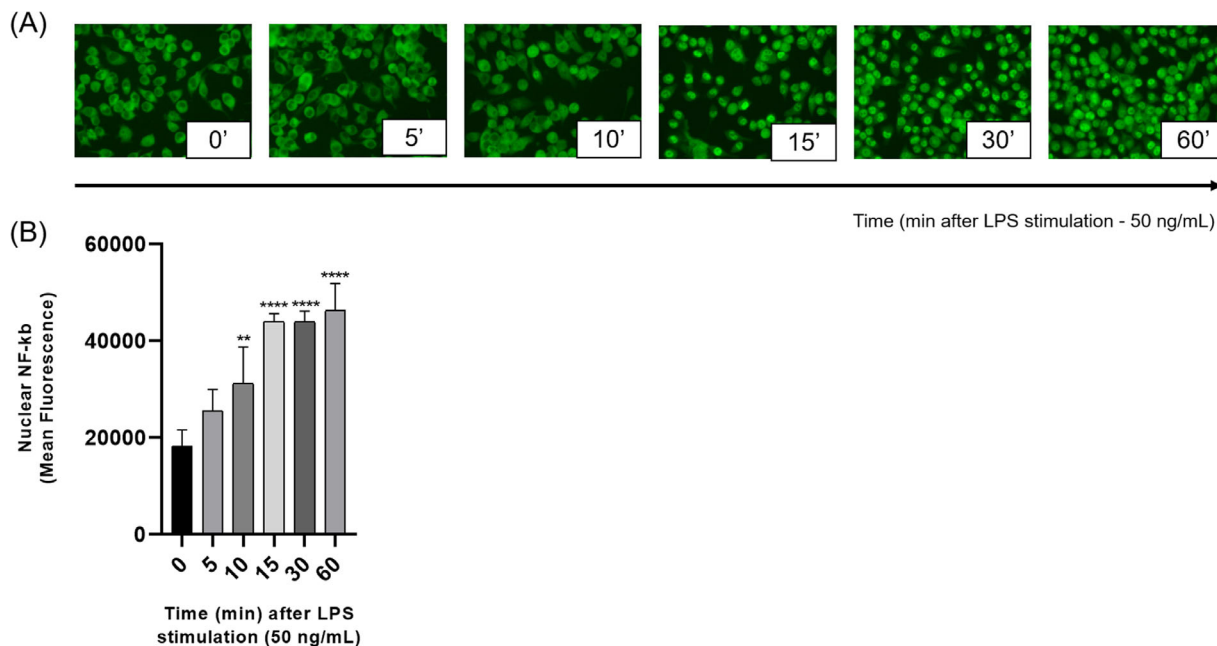 (A)
0’ 5’ 10’ 15’ 30’ 60’
Time (min after LPS stimulation - 50 ng/mL)
(B)
60000
40000
20000
0
Nuclear NF-kb
(Mean Fluorescence)
** **** **** ****
0 5 10 15 30 60
Time (min) after LPS
stimulation (50 ng/mL)